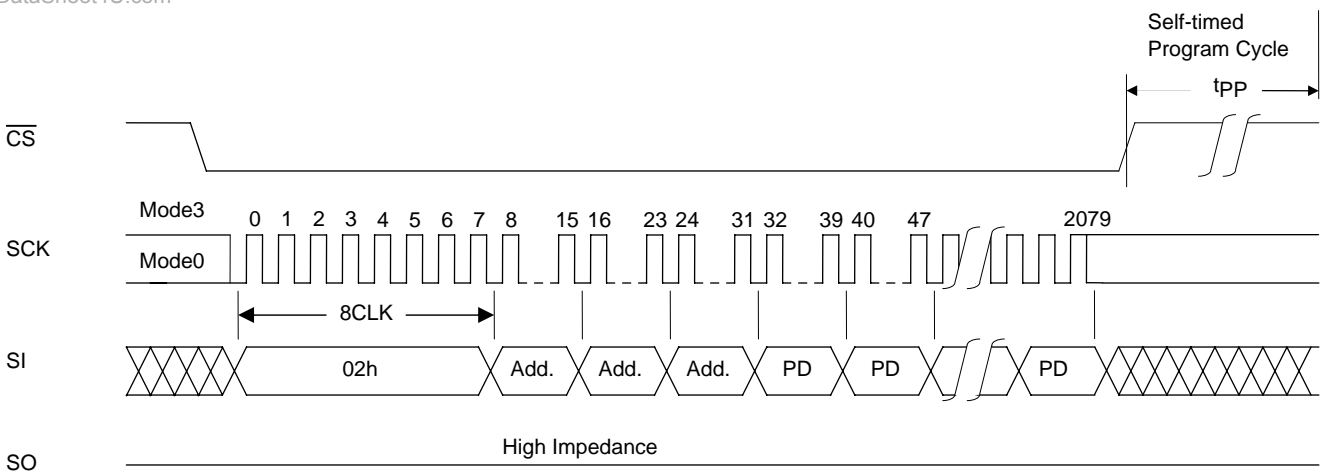 DataSheet4U.com
Self-timed
Program Cycle
tPP
CS
Mode3
0 1 2 3 4 5 6 7 8 15 16 23 24 31 32 39 40 47 2079
SCK
Mode0
8CLK
SI
02h Add. Add. Add. PD PD PD
High Impedance
SO